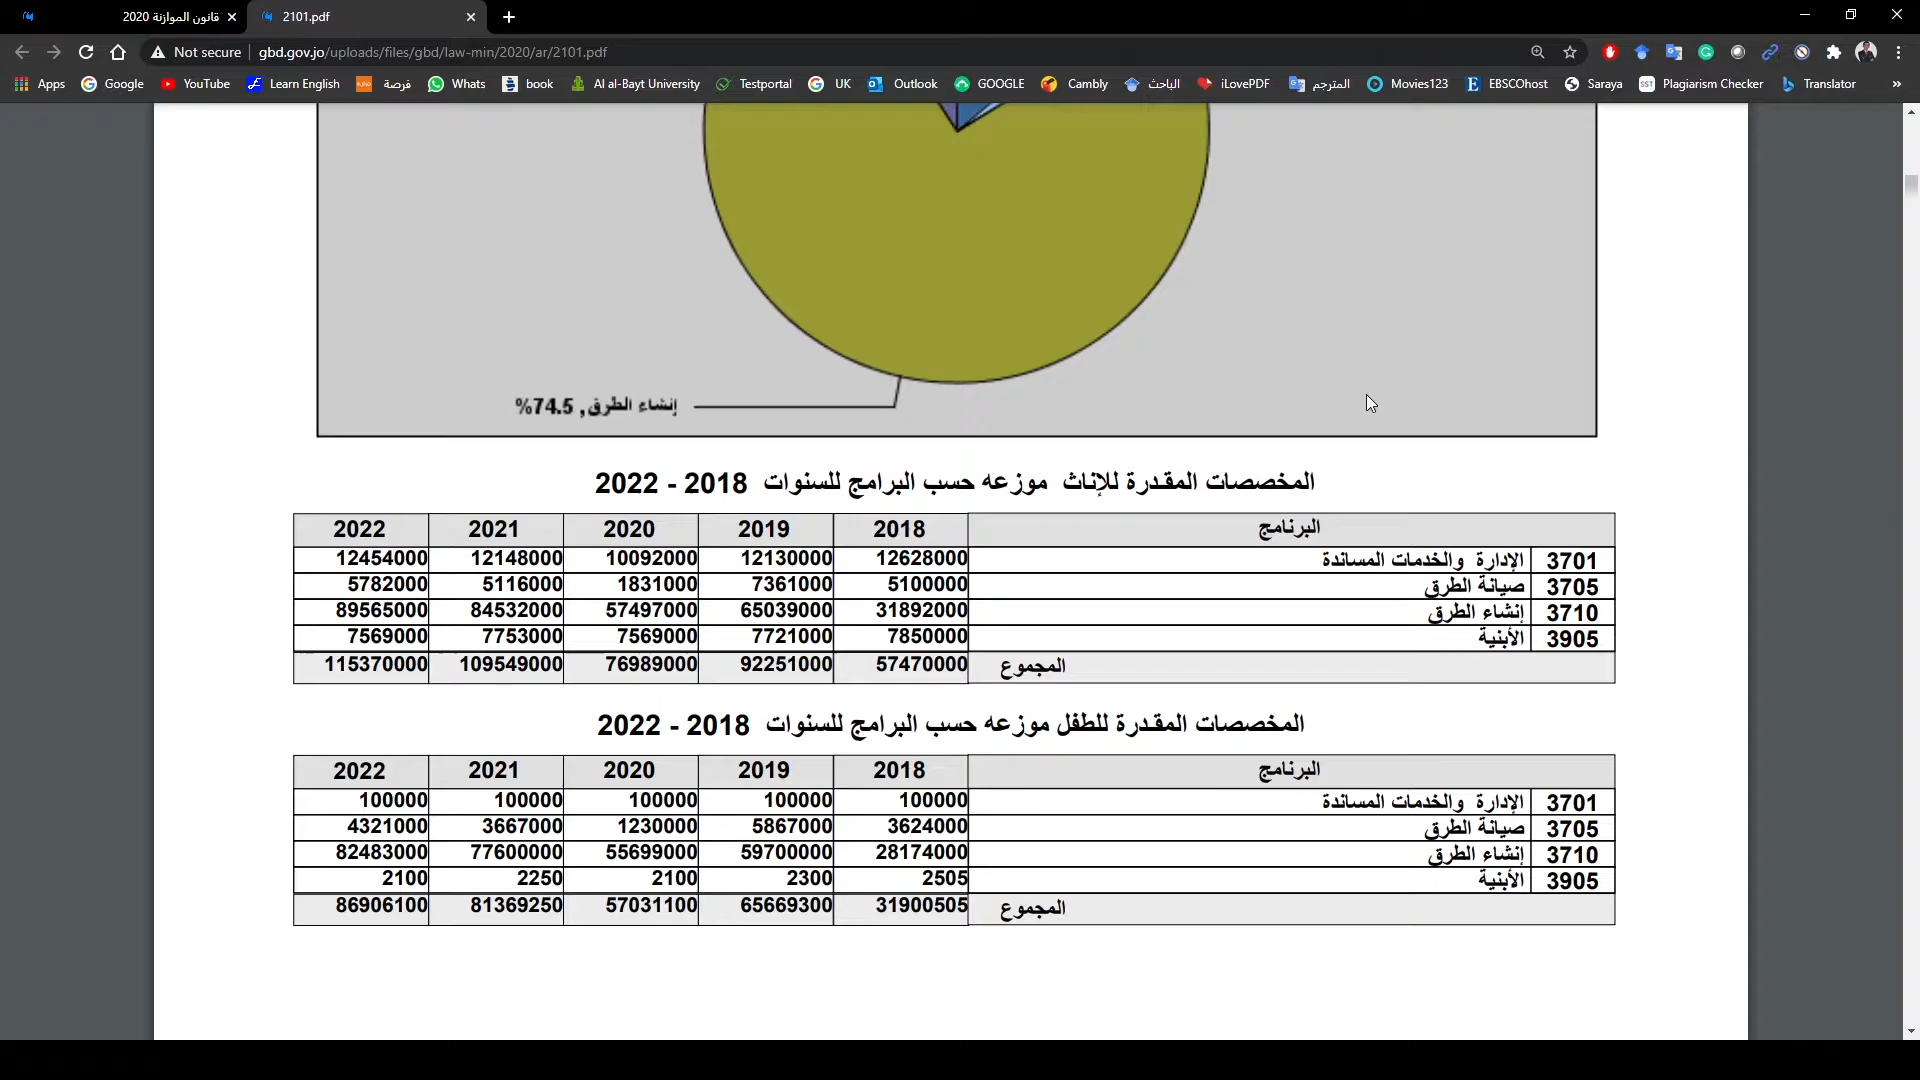 قانون الموازنة 2020
2101.pdf
Not secure gbd.gov.jo/uploads/files/gbd/law-min/2020/ar/2101.pdf
Apps Google YouTube Learn English فرصة Whats book Al al-Bayt University Testportal UK Outlook GOOGLE Cambly الباحث iLovePDF المترجم Movies123 EBSCOhost Saraya Plagiarism Checker Translator »
إنشاء الطرق, 74.5%
المخصصات المقدرة للإناث موزعه حسب البرامج للسنوات 2018 - 2022
البرنامج 2018 2019 2020 2021 2022
3701 الإدارة والخدمات المساندة 12628000 12130000 10092000 12148000 12454000
3705 صيانة الطرق 5100000 7361000 1831000 5116000 5782000
3710 إنشاء الطرق 31892000 65039000 57497000 84532000 89565000
3905 الأبنية 7850000 7721000 7569000 7753000 7569000
المجموع 57470000 92251000 76989000 109549000 115370000
المخصصات المقدرة للطفل موزعه حسب البرامج للسنوات 2018 - 2022
البرنامج 2018 2019 2020 2021 2022
3701 الإدارة والخدمات المساندة 100000 100000 100000 100000 100000
3705 صيانة الطرق 3624000 5867000 1230000 3667000 4321000
3710 إنشاء الطرق 28174000 59700000 55699000 77600000 82483000
3905 الأبنية 2505 2300 2100 2250 2100
المجموع 31900505 65669300 57031100 81369250 86906100